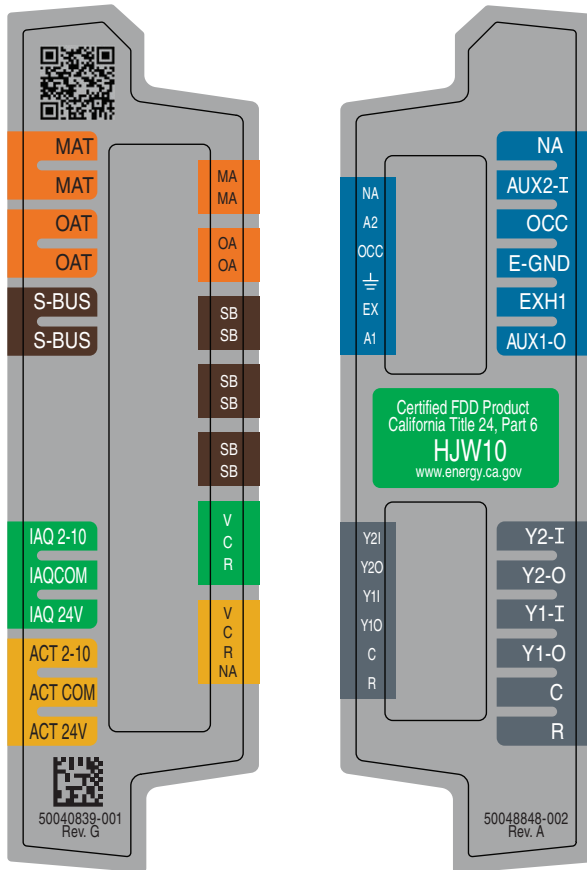 MAT
MAT
OAT
OAT
S-BUS
S-BUS
IAQ 2-10
IAQCOM
IAQ 24V
ACT 2-10
ACT COM
ACT 24V
50040839-001
Rev. G
MA
MA
OA
OA
SB
SB
SB
SB
SB
SB
V
C
R
V
C
R
NA
NA
A2
OCC
EX
A1
NA
AUX2-I
OCC
E-GND
EXH1
AUX1-O
Certified FDD Product
California Title 24, Part 6
HJW10
www.energy.ca.gov
Y2I
Y2O
Y1I
Y1O
C
R
Y2-I
Y2-O
Y1-I
Y1-O
C
R
50048848-002
Rev. A